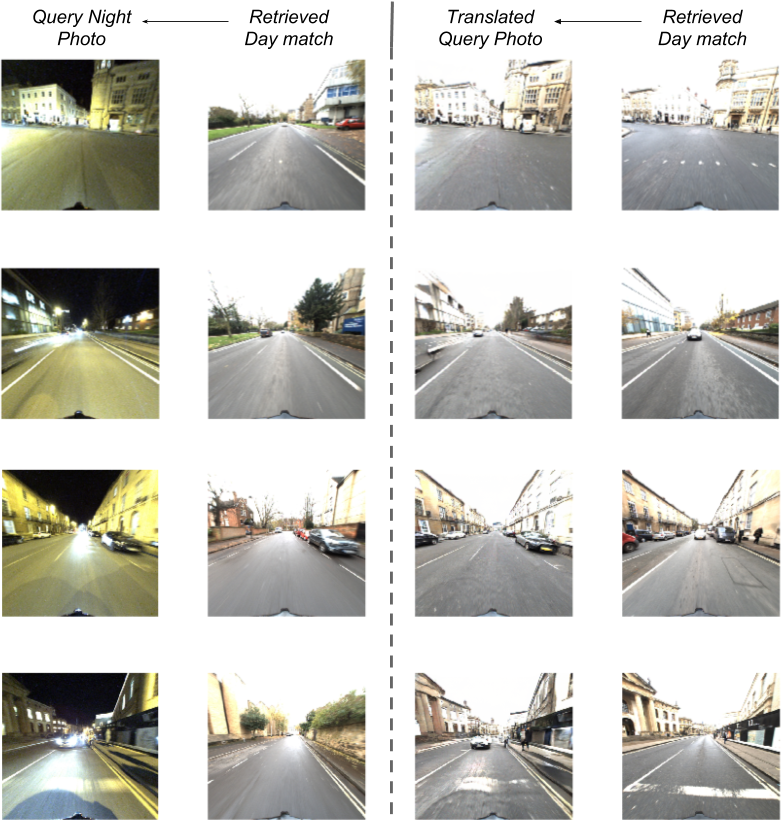 Query Night
Photo
Retrieved
Day match
Translated
Query Photo
Retrieved
Day match